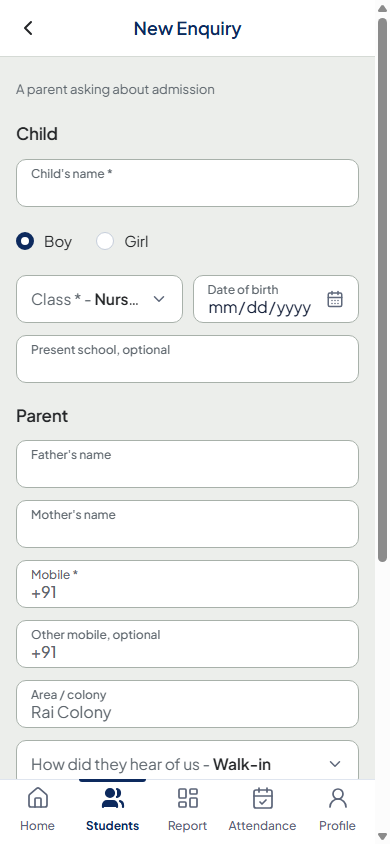 New Enquiry
A parent asking about admission
Child
Child's name *
Boy Girl
Class * - Nurs...
Date of birth
mm/dd/yyyy
Present school, optional
Parent
Father's name
Mother's name
Mobile *
+91
Other mobile, optional
+91
Area / colony
Rai Colony
How did they hear of us - Walk-in
Home Students Report Attendance Profile